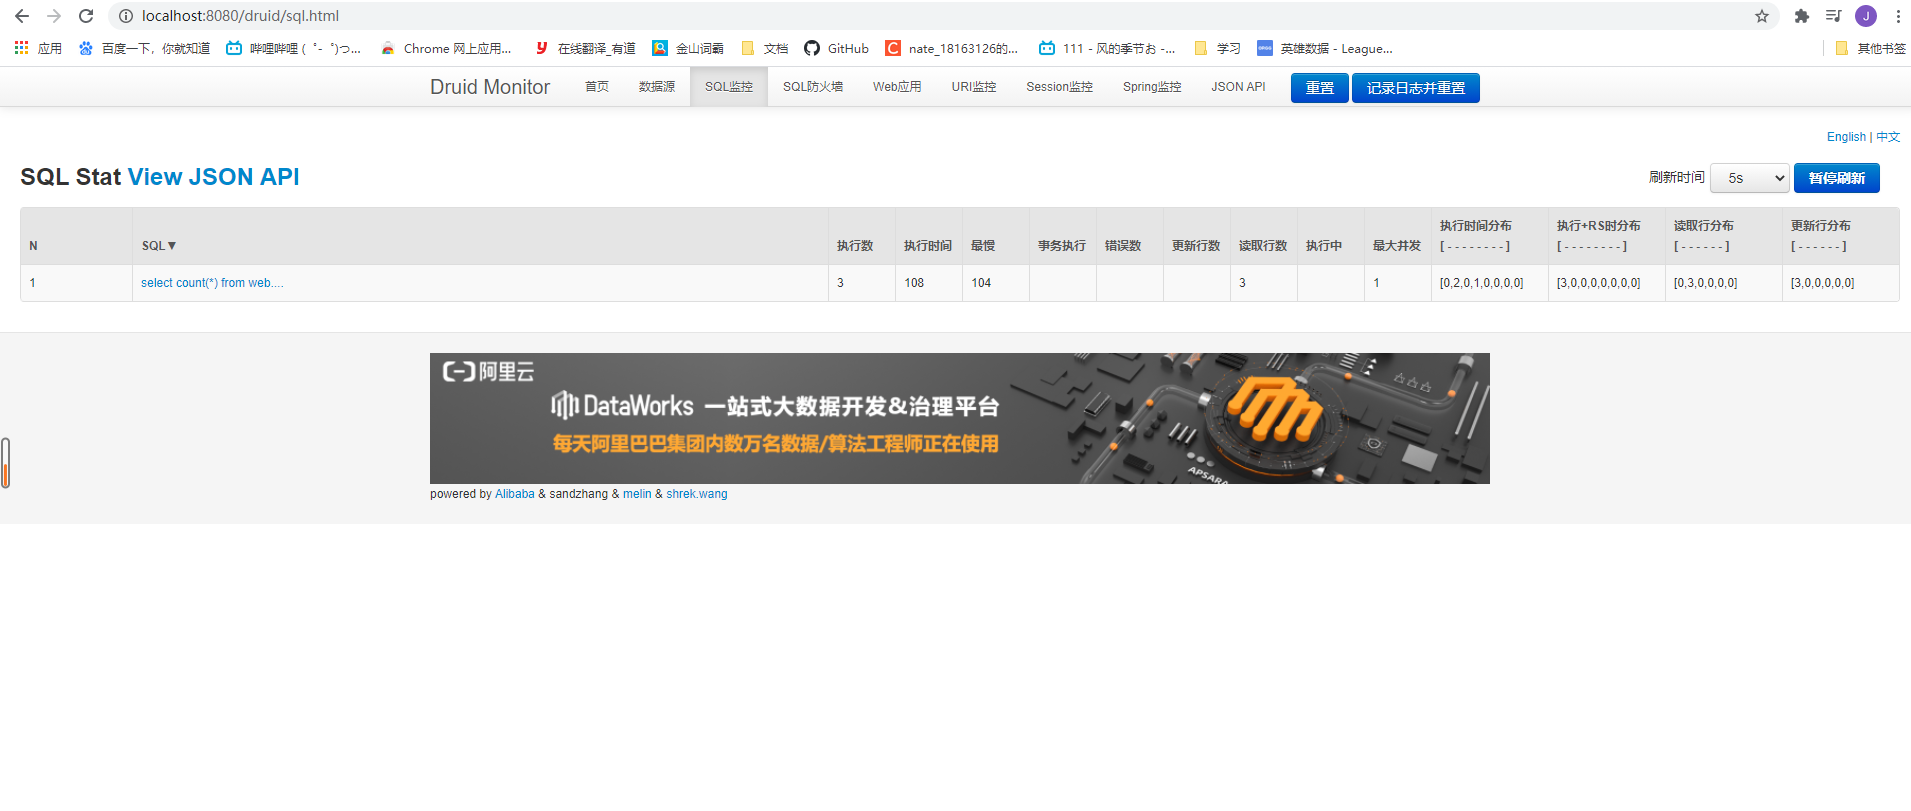 localhost:8080/druid/sql.html
J
应用 百度一下，你就知道 哔哩哔哩 ( ゜- ゜)つ... Chrome 网上应用... 在线翻译_有道 金山词霸 文档 GitHub nate_18163126的... 111 - 风的季节お -... 学习 英雄数据 - League... 其他书签
Druid Monitor 首页 数据源 SQL监控 SQL防火墙 Web应用 URI监控 Session监控 Spring监控 JSON API 重置 记录日志并重置
English | 中文
SQL Stat View JSON API 刷新时间 5s 暂停刷新
N SQL▼ 执行数 执行时间 最慢 事务执行 错误数 更新行数 读取行数 执行中 最大并发 执行时间分布 执行+RS时分布 读取行分布 更新行分布
[ - - - - - - - - ] [ - - - - - - - - ] [ - - - - - - ] [ - - - - - - ]
1 select count(*) from web.... 3 108 104 3 1 [0,2,0,1,0,0,0,0] [3,0,0,0,0,0,0,0] [0,3,0,0,0,0] [3,0,0,0,0,0]
阿里云
DataWorks 一站式大数据开发&治理平台
每天阿里巴巴集团内数万名数据/算法工程师正在使用
APSARA
powered by Alibaba & sandzhang & melin & shrek.wang